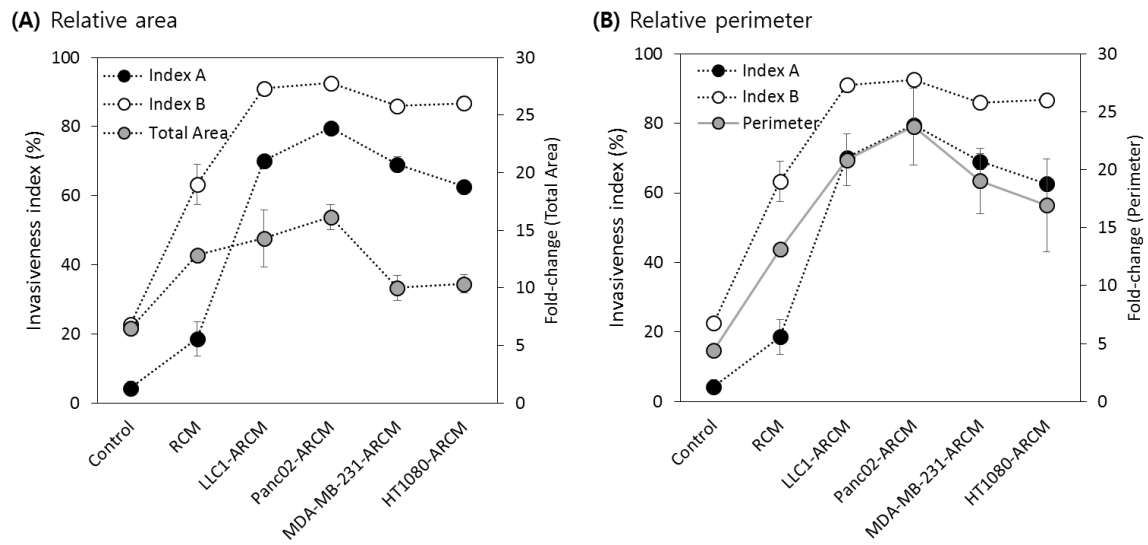 (A) Relative area
100
80
60
40
20
0
Invasiveness index (%)
Index A
Index B
Total Area
30
25
20
15
10
5
0
Fold-change (Total Area)
Control
RCM
LLC1-ARCM
Panc02-ARCM
MDA-MB-231-ARCM
HT1080-ARCM
(B) Relative perimeter
100
80
60
40
20
0
Invasiveness index (%)
Index A
Index B
Perimeter
30
25
20
15
10
5
0
Fold-change (Perimeter)
Control
RCM
LLC1-ARCM
Panc02-ARCM
MDA-MB-231-ARCM
HT1080-ARCM